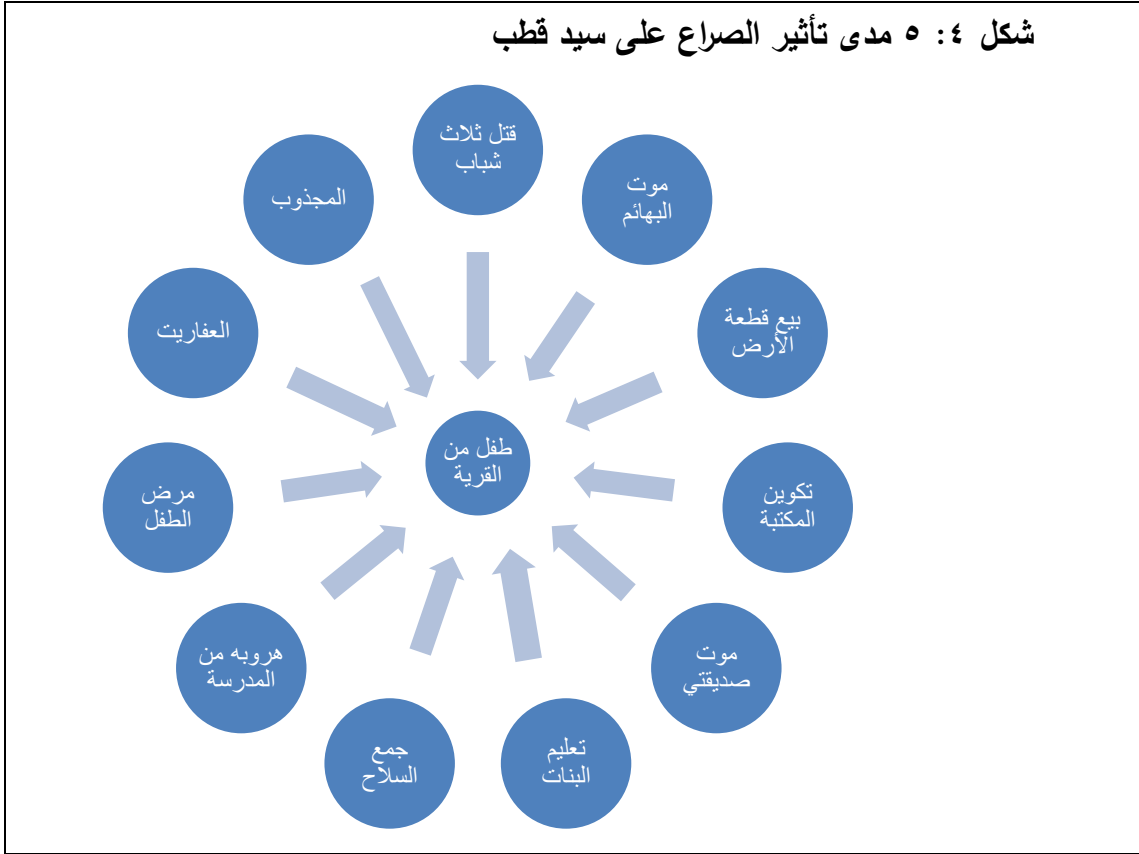 شكل ٤: ٥ مدى تأثير الصراع على سيد قطب
قتل ثلاث
شباب
موت
البهائم
بيع قطعة
الأرض
تكوين
المكتبة
موت
صديقتي
تعليم
البنات
جمع
السلاح
هروبه من
المدرسة
مرض
الطفل
العفاريت
المجذوب
طفل من
القرية